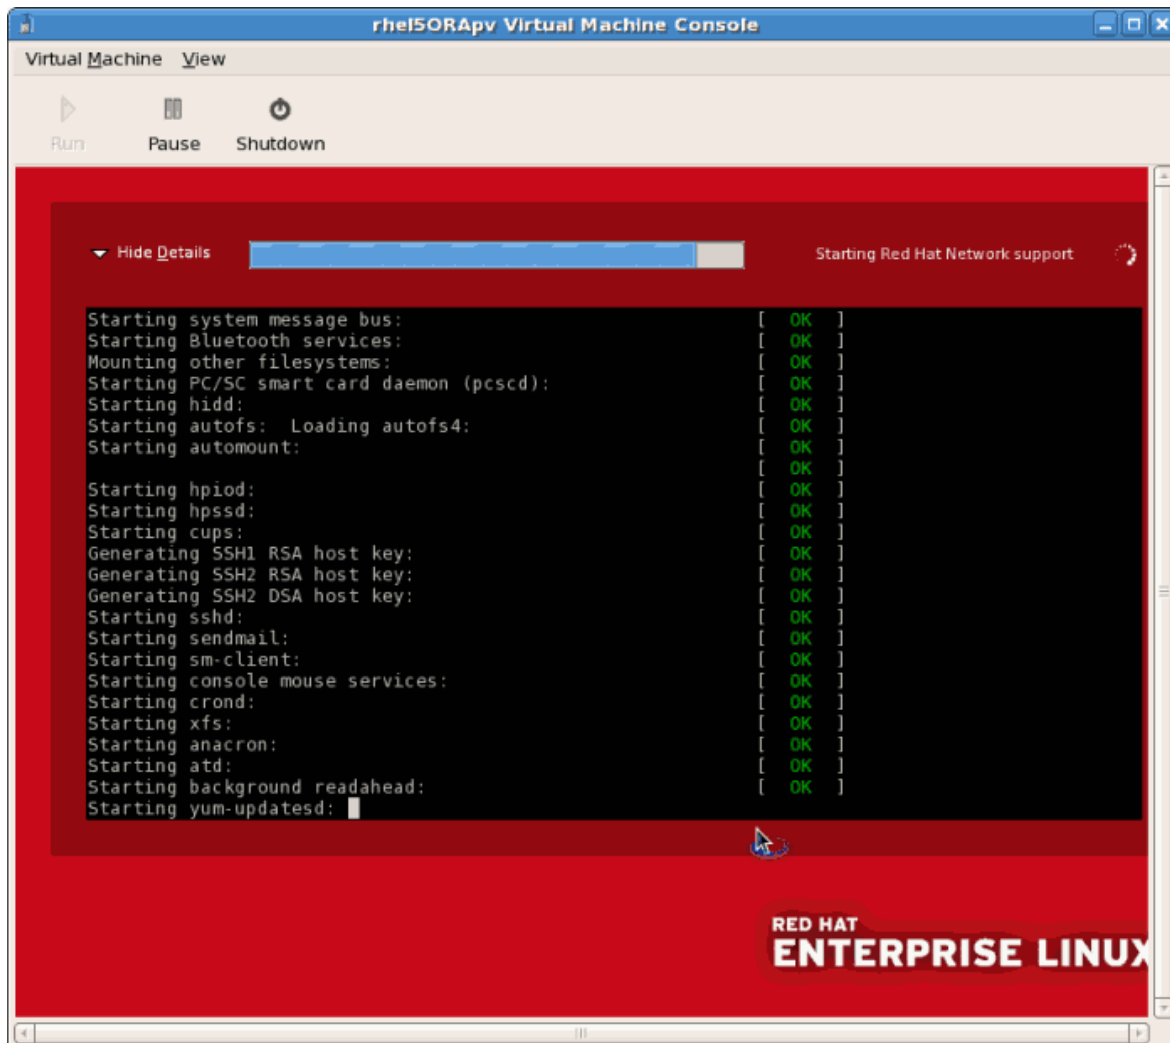 rhel5ORApv Virtual Machine Console
Virtual Machine View
Run Pause Shutdown
Hide Details Starting Red Hat Network support
Starting system message bus: [ OK ]
Starting Bluetooth services: [ OK ]
Mounting other filesystems: [ OK ]
Starting PC/SC smart card daemon (pcscd): [ OK ]
Starting hidd: [ OK ]
Starting autofs: Loading autofs4: [ OK ]
Starting automount: [ OK ]
[ OK ]
Starting hpiod: [ OK ]
Starting hpssd: [ OK ]
Starting cups: [ OK ]
Generating SSH1 RSA host key: [ OK ]
Generating SSH2 RSA host key: [ OK ]
Generating SSH2 DSA host key: [ OK ]
Starting sshd: [ OK ]
Starting sendmail: [ OK ]
Starting sm-client: [ OK ]
Starting console mouse services: [ OK ]
Starting crond: [ OK ]
Starting xfs: [ OK ]
Starting anacron: [ OK ]
Starting atd: [ OK ]
Starting background readahead: [ OK ]
Starting yum-updatesd:
RED HAT
ENTERPRISE LINUX